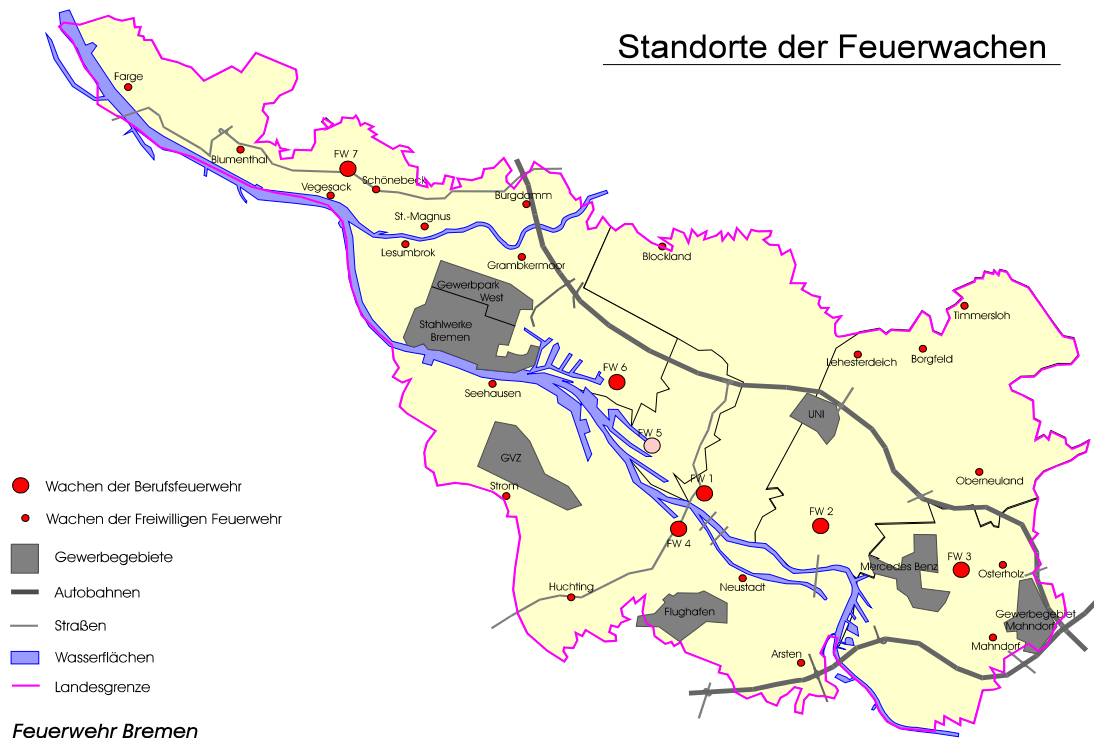 Standorte der Feuerwachen
Farge
Blumenthal
FW 7
Schönebeck
Vegesack
Burgdamm
St.-Magnus
Lesumbrok
Grambkermoor
Blockland
Gewerbpark
West
Stahlwerke
Bremen
Timmersloh
Lehesterdeich
Borgfeld
FW 6
Seehausen
UNI
FW 5
GVZ
Strom
FW 1
Oberneuland
FW 2
FW 4
FW 3
Mercedes Benz
Osterholz
Neustadt
Huchting
Flughafen
Gewerbegebiet
Mahndorf
Mahndorf
Arsten
Wachen der Berufsfeuerwehr
Wachen der Freiwilligen Feuerwehr
Gewerbegebiete
Autobahnen
Straßen
Wasserflächen
Landesgrenze
Feuerwehr Bremen